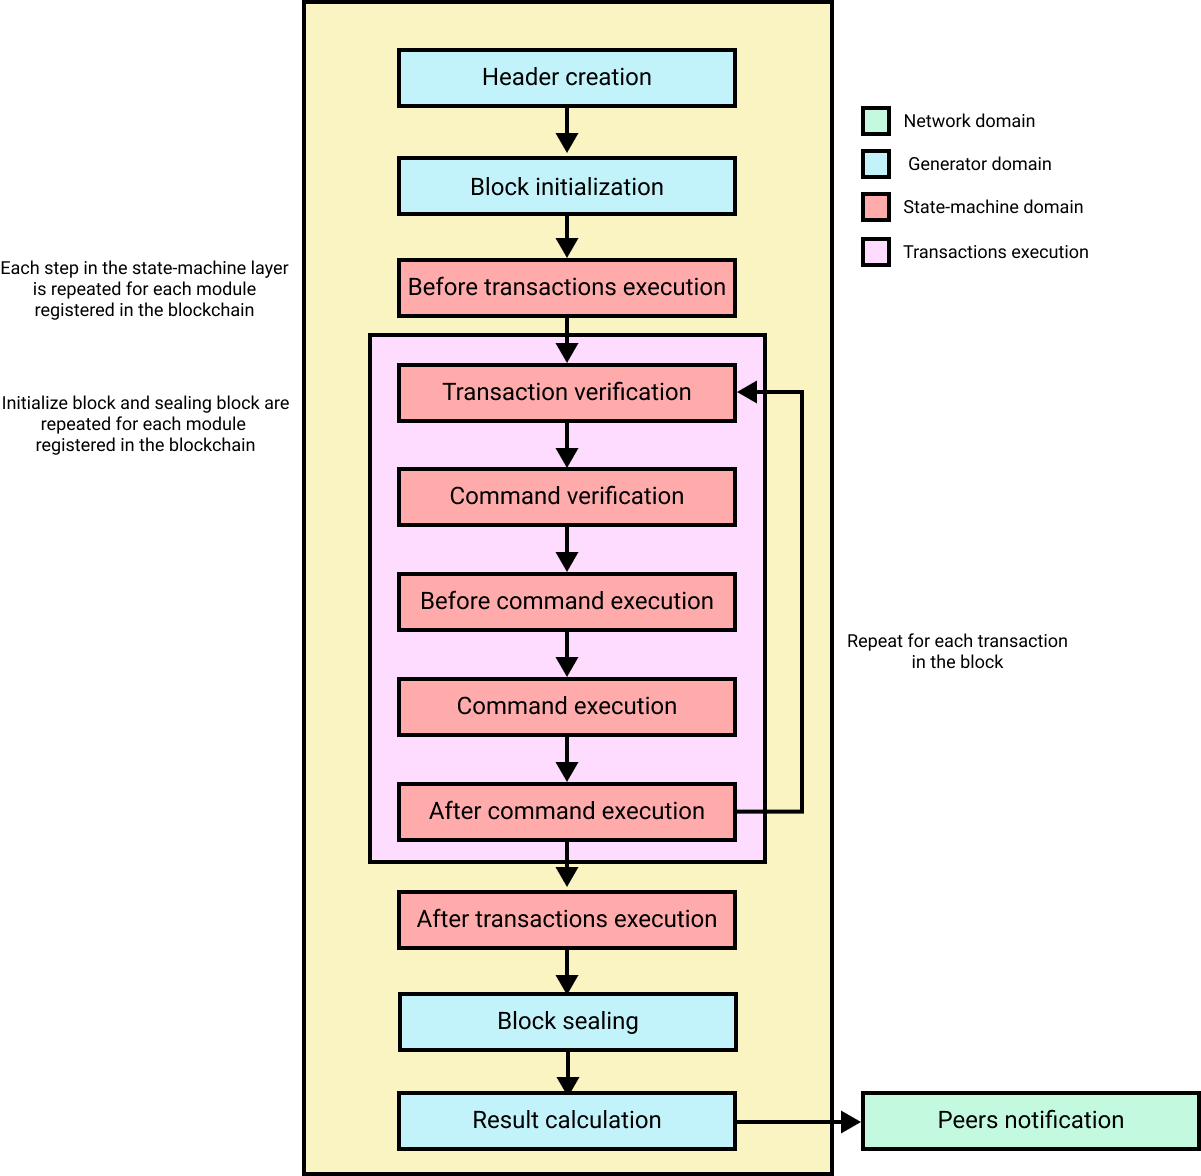 Header creation
Block initialization
Before transactions execution
Transaction verification
Command verification
Before command execution
Command execution
After command execution
After transactions execution
Block sealing
Result calculation
Peers notification
Network domain
Generator domain
State-machine domain
Transactions execution
Each step in the state-machine layer
is repeated for each module
registered in the blockchain
Initialize block and sealing block are
repeated for each module
registered in the blockchain
Repeat for each transaction
in the block